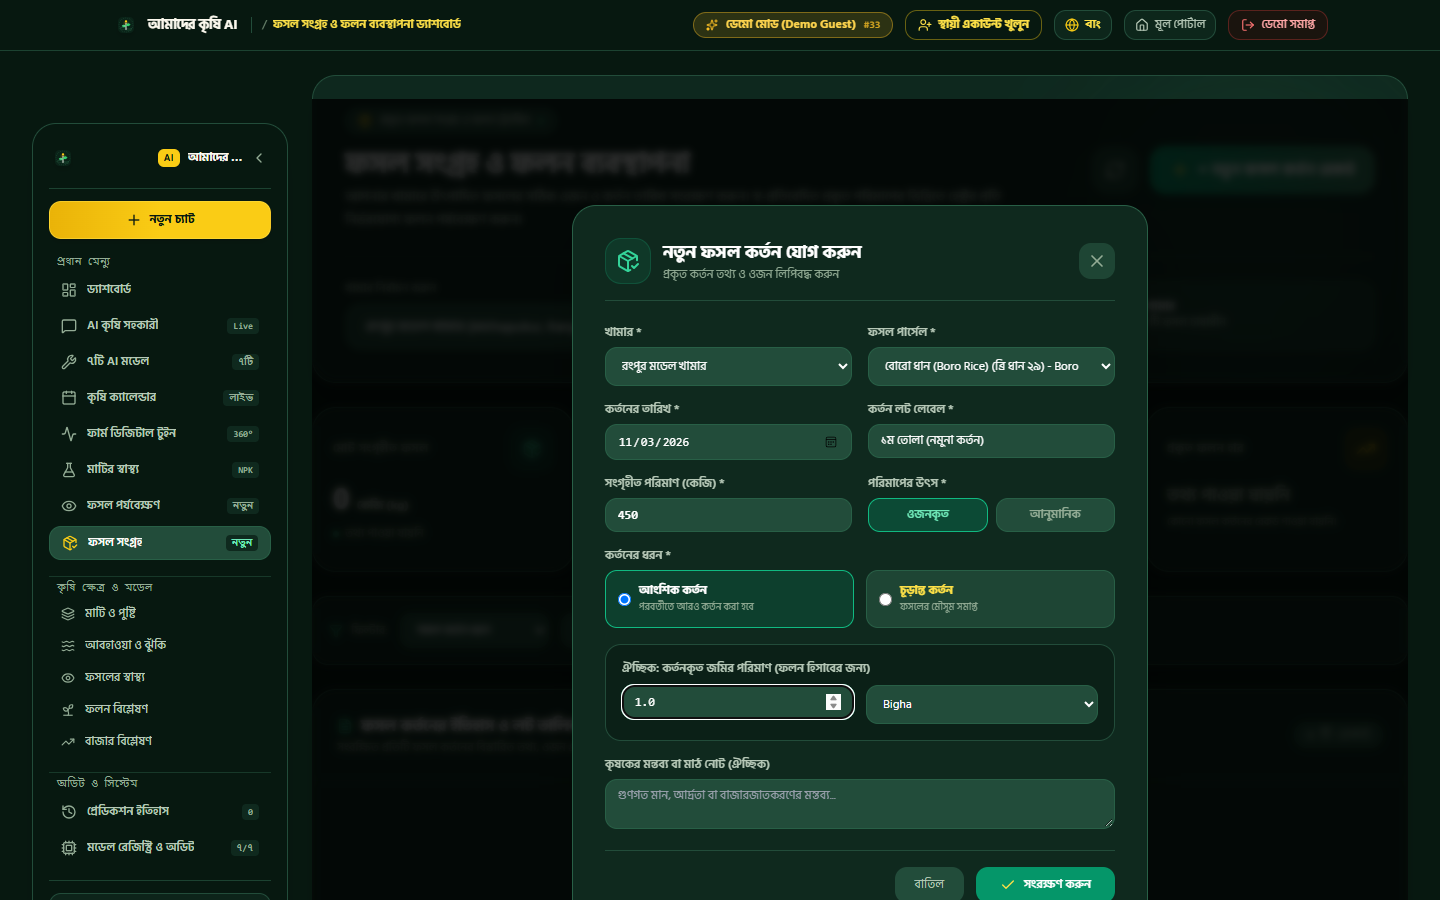 আমাদের কৃষি AI / ফসল সংগ্রহ ও ফলন ব্যবস্থাপনা ড্যাশবোর্ড
ডেমো মোড (Demo Guest) #33
স্থায়ী একাউন্ট খুলুন
বাং
মূল পোর্টাল
ডেমো সমাপ্ত
AI আমাদের ...
নতুন চ্যাট
প্রধান মেন্যু
ড্যাশবোর্ড
AI কৃষি সহকারী Live
৭টি AI মডেল ৭টি
কৃষি ক্যালেন্ডার লাইভ
ফার্ম ডিজিটাল টুইন 360°
মাটির স্বাস্থ্য NPK
ফসল পর্যবেক্ষণ নতুন
ফসল সংগ্রহ নতুন
কৃষি ক্ষেত্র ও মডেল
মাটি ও পুষ্টি
আবহাওয়া ও ঝুঁকি
ফসলের স্বাস্থ্য
ফলন বিশ্লেষণ
বাজার বিশ্লেষণ
অডিট ও সিস্টেম
প্রেডিকশন ইতিহাস 0
মডেল রেজিস্ট্রি ও অডিট ৭/৭
নতুন ফসল কর্তন যোগ করুন
প্রকৃত কর্তন তথ্য ও ওজন লিপিবদ্ধ করুন
খামার *
রংপুর মডেল খামার
ফসল পার্সেল *
বোরো ধান (Boro Rice) (ব্রি ধান ২৯) - Boro
কর্তনের তারিখ *
11/03/2026
কর্তন লট লেবেল *
১ম তোলা (নমুনা কর্তন)
সংগৃহীত পরিমাণ (কেজি) *
450
পরিমাপের উৎস *
ওজনকৃত
আনুমানিক
কর্তনের ধরন *
আংশিক কর্তন
পরবর্তীতে আরও কর্তন করা হবে
চূড়ান্ত কর্তন
ফসলের মৌসুম সমাপ্ত
ঐচ্ছিক: কর্তনকৃত জমির পরিমাণ (ফলন হিসাবের জন্য)
1.0
Bigha
কৃষকের মন্তব্য বা মাঠ নোট (ঐচ্ছিক)
গুণগত মান, আর্দ্রতা বা বাজারজাতকরণের মন্তব্য...
বাতিল
সংরক্ষণ করুন